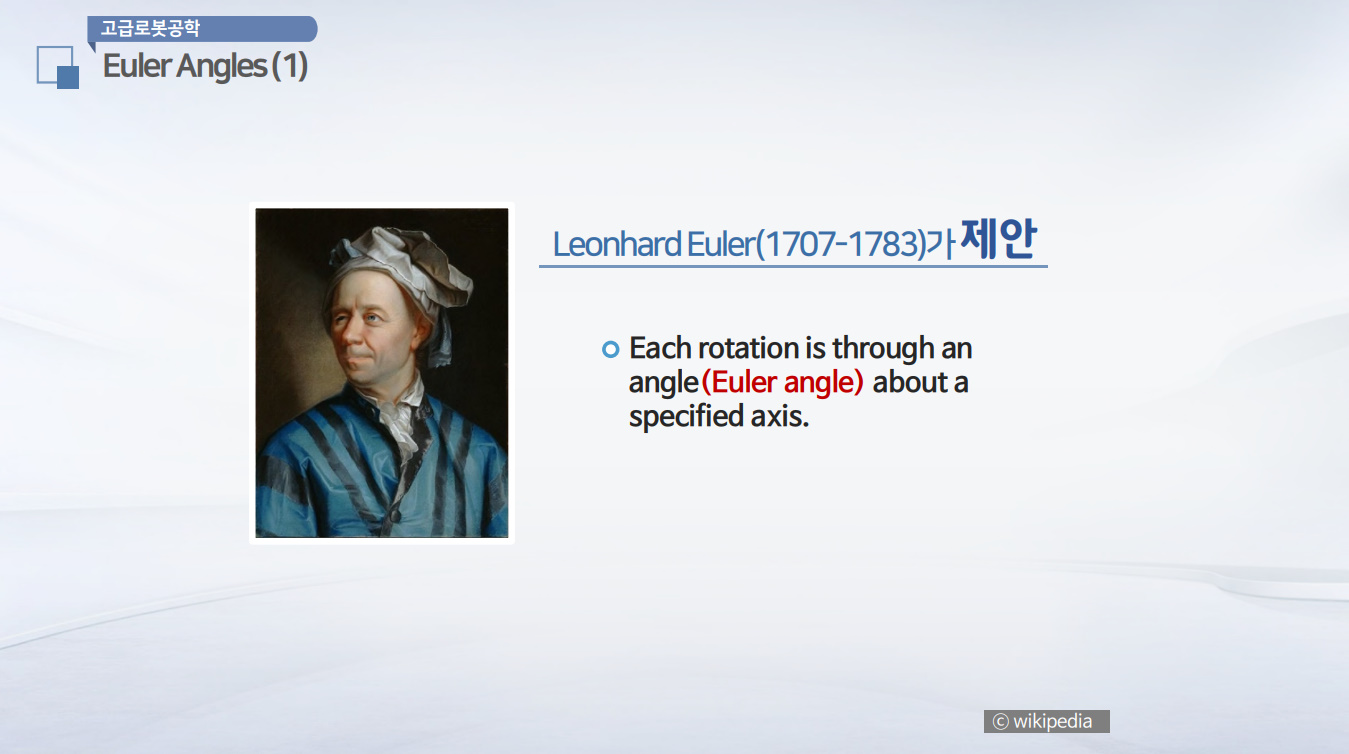 고급로봇공학
Euler Angles (1)
Leonhard Euler(1707-1783)가 제안
Each rotation is through an
angle(Euler angle) about a
specified axis.
ⓒ wikipedia